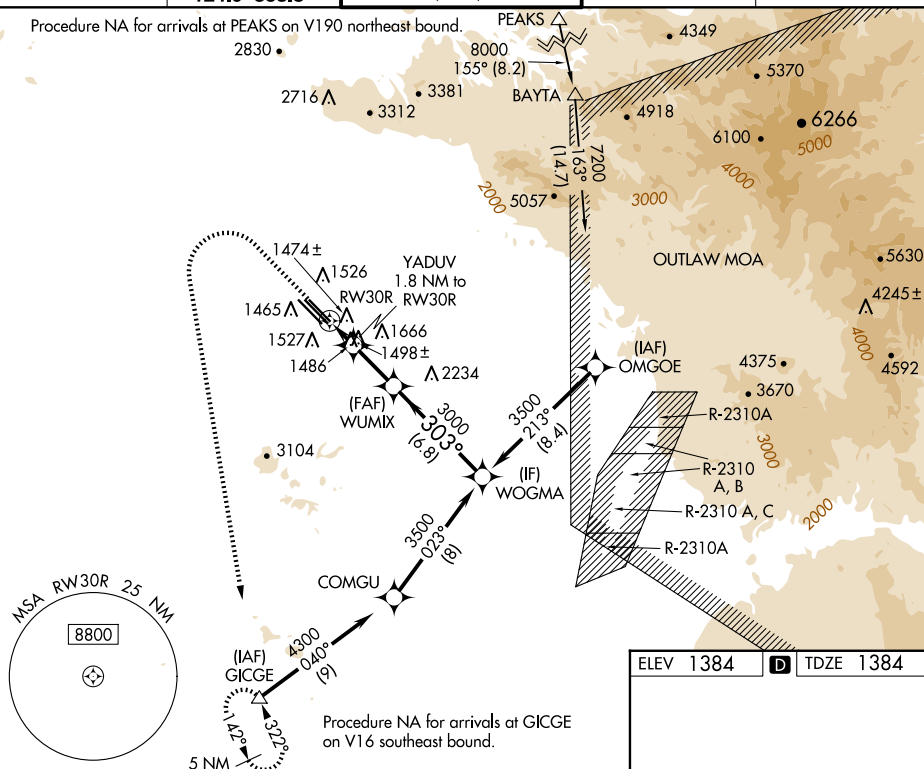 Procedure NA for arrivals at PEAKS on V190 northeast bound.
PEAKS
8000
155° (8.2)
BAYTA
2830
2716
3312
3381
4349
5370
4918
6266
6100
5000
4000
3000
2000
5057
7200
163°
(14.7)
OUTLAW MOA
5630
4245±
4000
4592
1474±
1526
YADUV
1.8 NM to
RW30R
RW30R
1465
1527
1666
1486
1498±
2234
(FAF)
WUMIX
3000
303°
(6.8)
(IAF)
OMGOE
3500
213°
(8.4)
4375
3670
3000
2000
R-2310A
R-2310
A, B
R-2310 A, C
R-2310A
3104
(IF)
WOGMA
3500
023°
(8)
COMGU
4300
040°
(9)
(IAF)
GICGE
142°
322°
5 NM
MSA RW30R 25 NM
8800
Procedure NA for arrivals at GICGE
on V16 southeast bound.
ELEV 1384
D
TDZE 1384